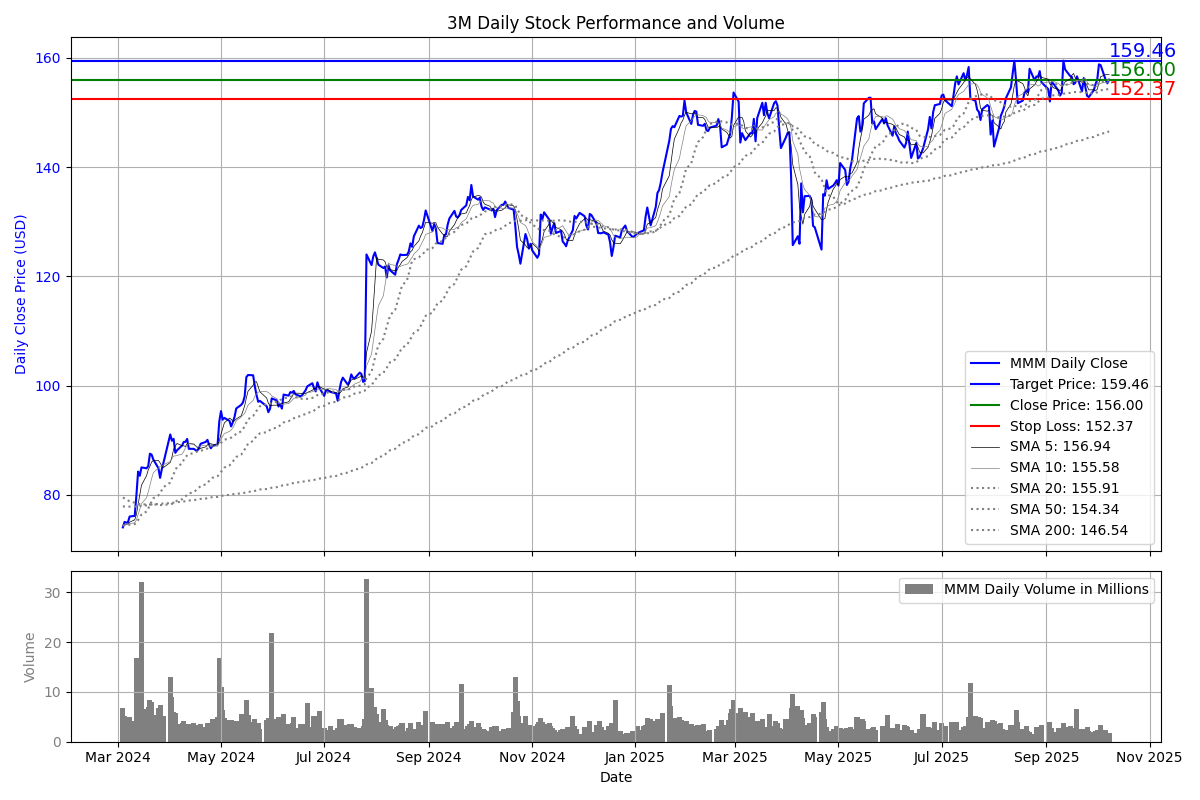 3M Daily Stock Performance and Volume
Daily Close Price (USD)
160
140
120
100
80
159.46
156.00
152.37
MMM Daily Close
Target Price: 159.46
Close Price: 156.00
Stop Loss: 152.37
SMA 5: 156.94
SMA 10: 155.58
SMA 20: 155.91
SMA 50: 154.34
SMA 200: 146.54
Volume
30
20
10
0
MMM Daily Volume in Millions
Mar 2024
May 2024
Jul 2024
Sep 2024
Nov 2024
Jan 2025
Mar 2025
May 2025
Jul 2025
Sep 2025
Nov 2025
Date